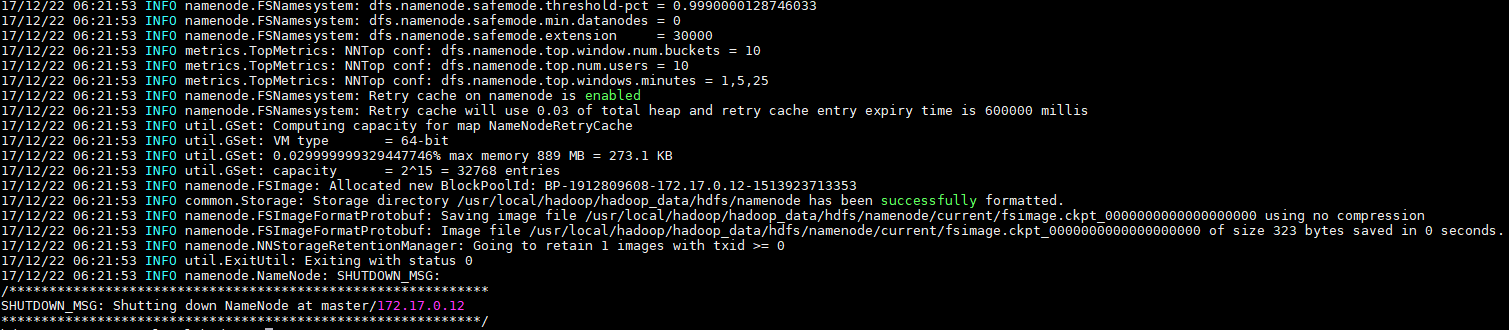 17/12/22 06:21:53 INFO namenode.FSNamesystem: dfs.namenode.safemode.threshold-pct = 0.9990000128746033
17/12/22 06:21:53 INFO namenode.FSNamesystem: dfs.namenode.safemode.min.datanodes = 0
17/12/22 06:21:53 INFO namenode.FSNamesystem: dfs.namenode.safemode.extension     = 30000
17/12/22 06:21:53 INFO metrics.TopMetrics: NNTop conf: dfs.namenode.top.window.num.buckets = 10
17/12/22 06:21:53 INFO metrics.TopMetrics: NNTop conf: dfs.namenode.top.num.users = 10
17/12/22 06:21:53 INFO metrics.TopMetrics: NNTop conf: dfs.namenode.top.windows.minutes = 1,5,25
17/12/22 06:21:53 INFO namenode.FSNamesystem: Retry cache on namenode is enabled
17/12/22 06:21:53 INFO namenode.FSNamesystem: Retry cache will use 0.03 of total heap and retry cache entry expiry time is 600000 millis
17/12/22 06:21:53 INFO util.GSet: Computing capacity for map NameNodeRetryCache
17/12/22 06:21:53 INFO util.GSet: VM type       = 64-bit
17/12/22 06:21:53 INFO util.GSet: 0.029999999329447746% max memory 889 MB = 273.1 KB
17/12/22 06:21:53 INFO util.GSet: capacity      = 2^15 = 32768 entries
17/12/22 06:21:53 INFO namenode.FSImage: Allocated new BlockPoolId: BP-1912809608-172.17.0.12-1513923713353
17/12/22 06:21:53 INFO common.Storage: Storage directory /usr/local/hadoop/hadoop_data/hdfs/namenode has been successfully formatted.
17/12/22 06:21:53 INFO namenode.FSImageFormatProtobuf: Saving image file /usr/local/hadoop/hadoop_data/hdfs/namenode/current/fsimage.ckpt_0000000000000000000 using no compression
17/12/22 06:21:53 INFO namenode.FSImageFormatProtobuf: Image file /usr/local/hadoop/hadoop_data/hdfs/namenode/current/fsimage.ckpt_0000000000000000000 of size 323 bytes saved in 0 seconds.
17/12/22 06:21:53 INFO namenode.NNStorageRetentionManager: Going to retain 1 images with txid >= 0
17/12/22 06:21:53 INFO util.ExitUtil: Exiting with status 0
17/12/22 06:21:53 INFO namenode.NameNode: SHUTDOWN_MSG:
/************************************************************
SHUTDOWN_MSG: Shutting down NameNode at master/172.17.0.12
************************************************************/